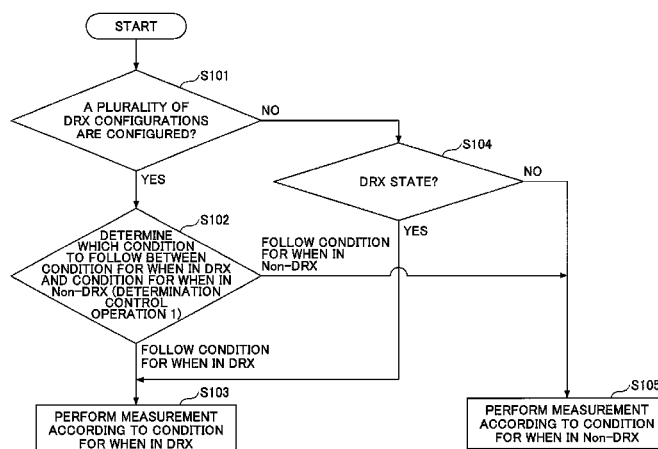 START
S101
A PLURALITY OF
DRX CONFIGURATIONS
ARE CONFIGURED?
NO
YES
S104
DRX STATE?
NO
YES
S102
DETERMINE
WHICH CONDITION
TO FOLLOW BETWEEN
CONDITION FOR WHEN IN DRX
AND CONDITION FOR WHEN IN
Non-DRX (DETERMINATION
CONTROL
OPERATION 1)
FOLLOW CONDITION
FOR WHEN IN
Non-DRX
FOLLOW CONDITION
FOR WHEN IN DRX
S103
PERFORM MEASUREMENT
ACCORDING TO CONDITION
FOR WHEN IN DRX
S105
PERFORM MEASUREMENT
ACCORDING TO CONDITION
FOR WHEN IN Non-DRX